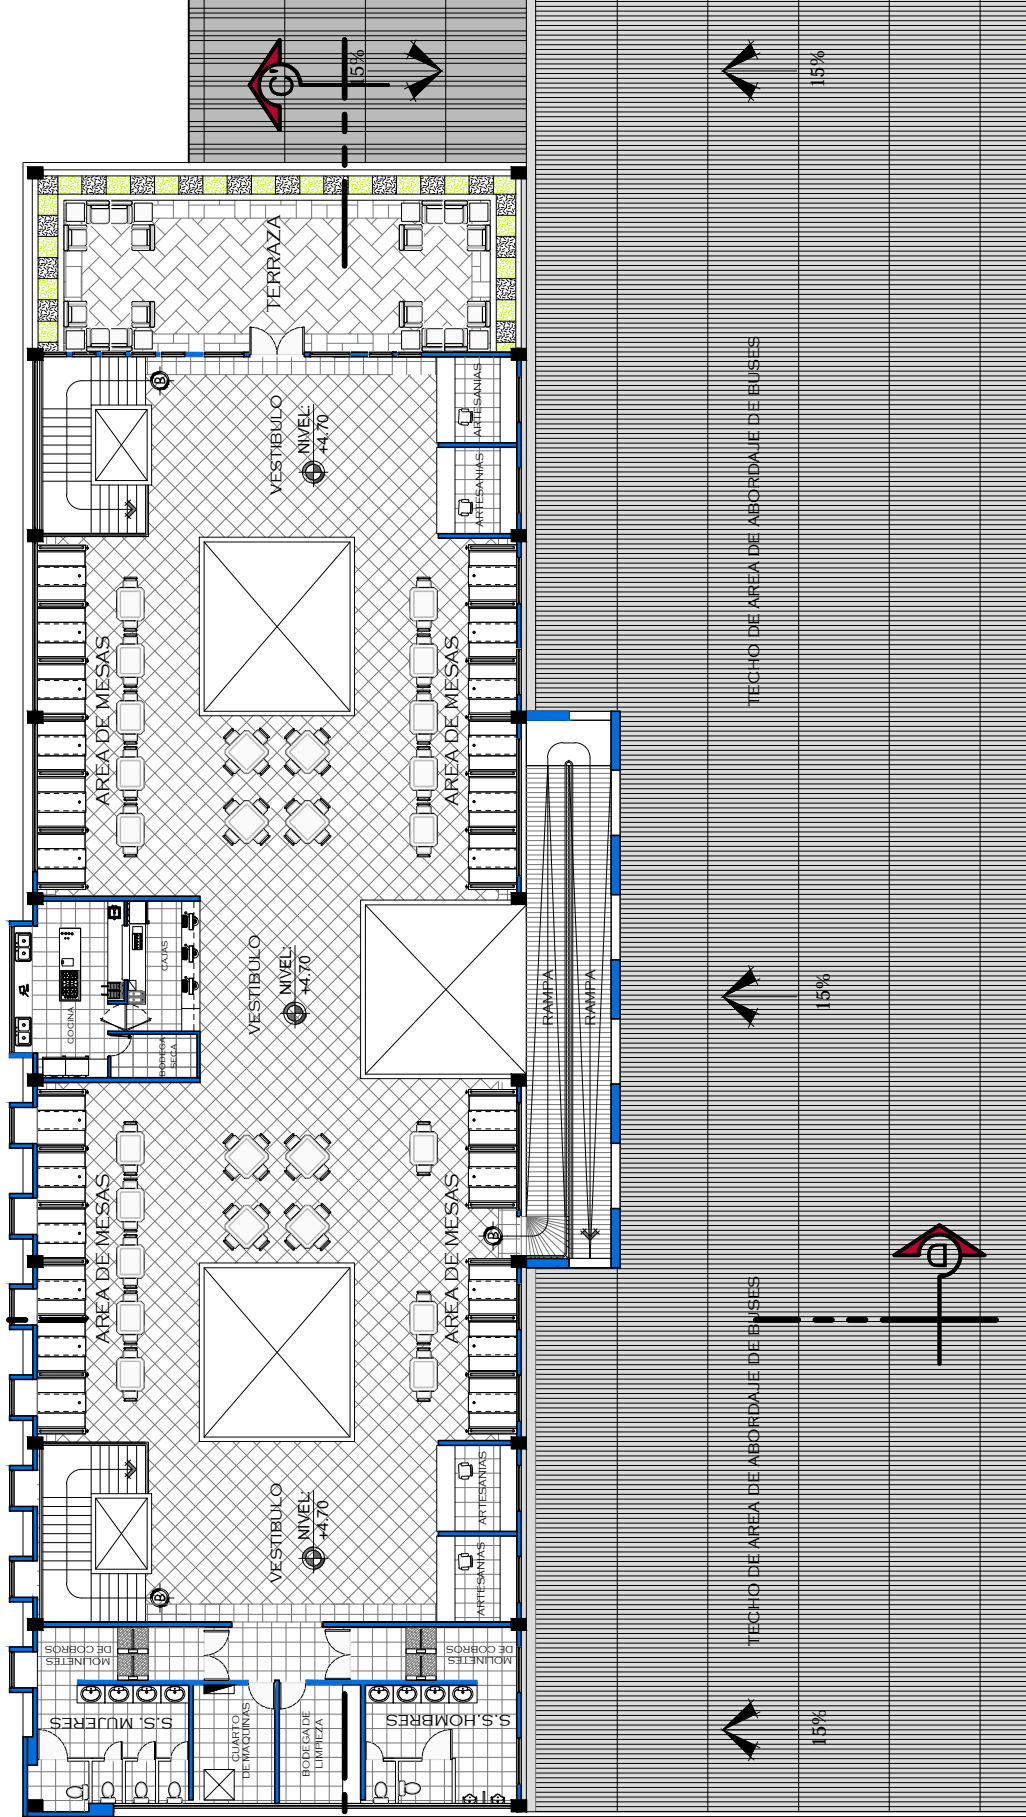 C'
15%
15%
TERRAZA
B
VESTIBULO
NIVEL:
+4.70
ARTESANIAS
ARTESANIAS
TECHO DE AREA DE ABORDAJE DE BUSES
AREA DE MESAS
AREA DE MESAS
COCINA
CAJAS
BODEGA
SECA
VESTIBULO
NIVEL:
+4.70
RAMPA
RAMPA
15%
AREA DE MESAS
AREA DE MESAS
B
D
TECHO DE AREA DE ABORDAJE DE BUSES
VESTIBULO
NIVEL:
+4.70
ARTESANIAS
ARTESANIAS
B
MOLINETES
DE COBROS
MOLINETES
DE COBROS
S.S. MUJERES
CUARTO
DE MAQUINAS
BODEGA DE
LIMPIEZA
S.S.HOMBRES
15%